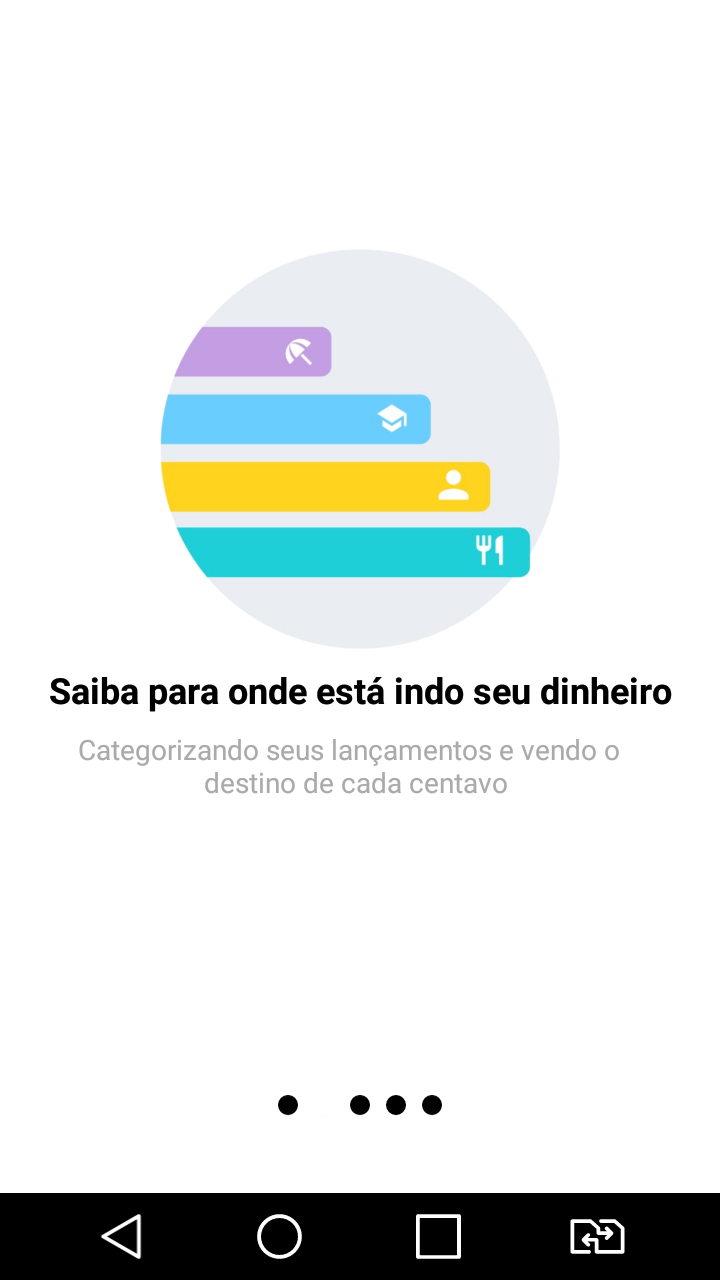 Saiba para onde está indo seu dinheiro
Categorizando seus lançamentos e vendo o
destino de cada centavo